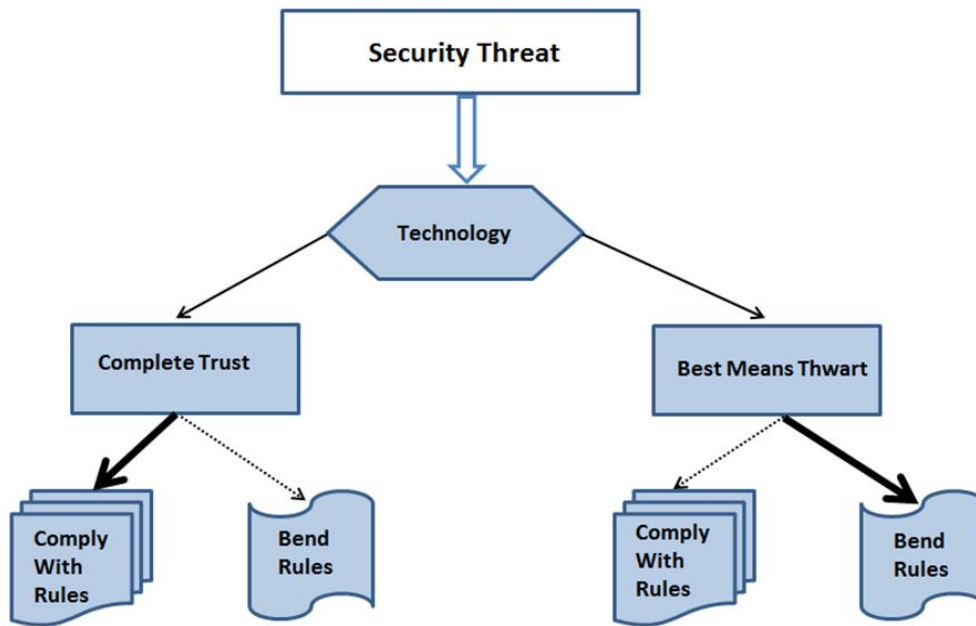 Security Threat
Technology
Complete Trust
Best Means Thwart
Comply
With
Rules
Bend
Rules
Comply
With
Rules
Bend
Rules